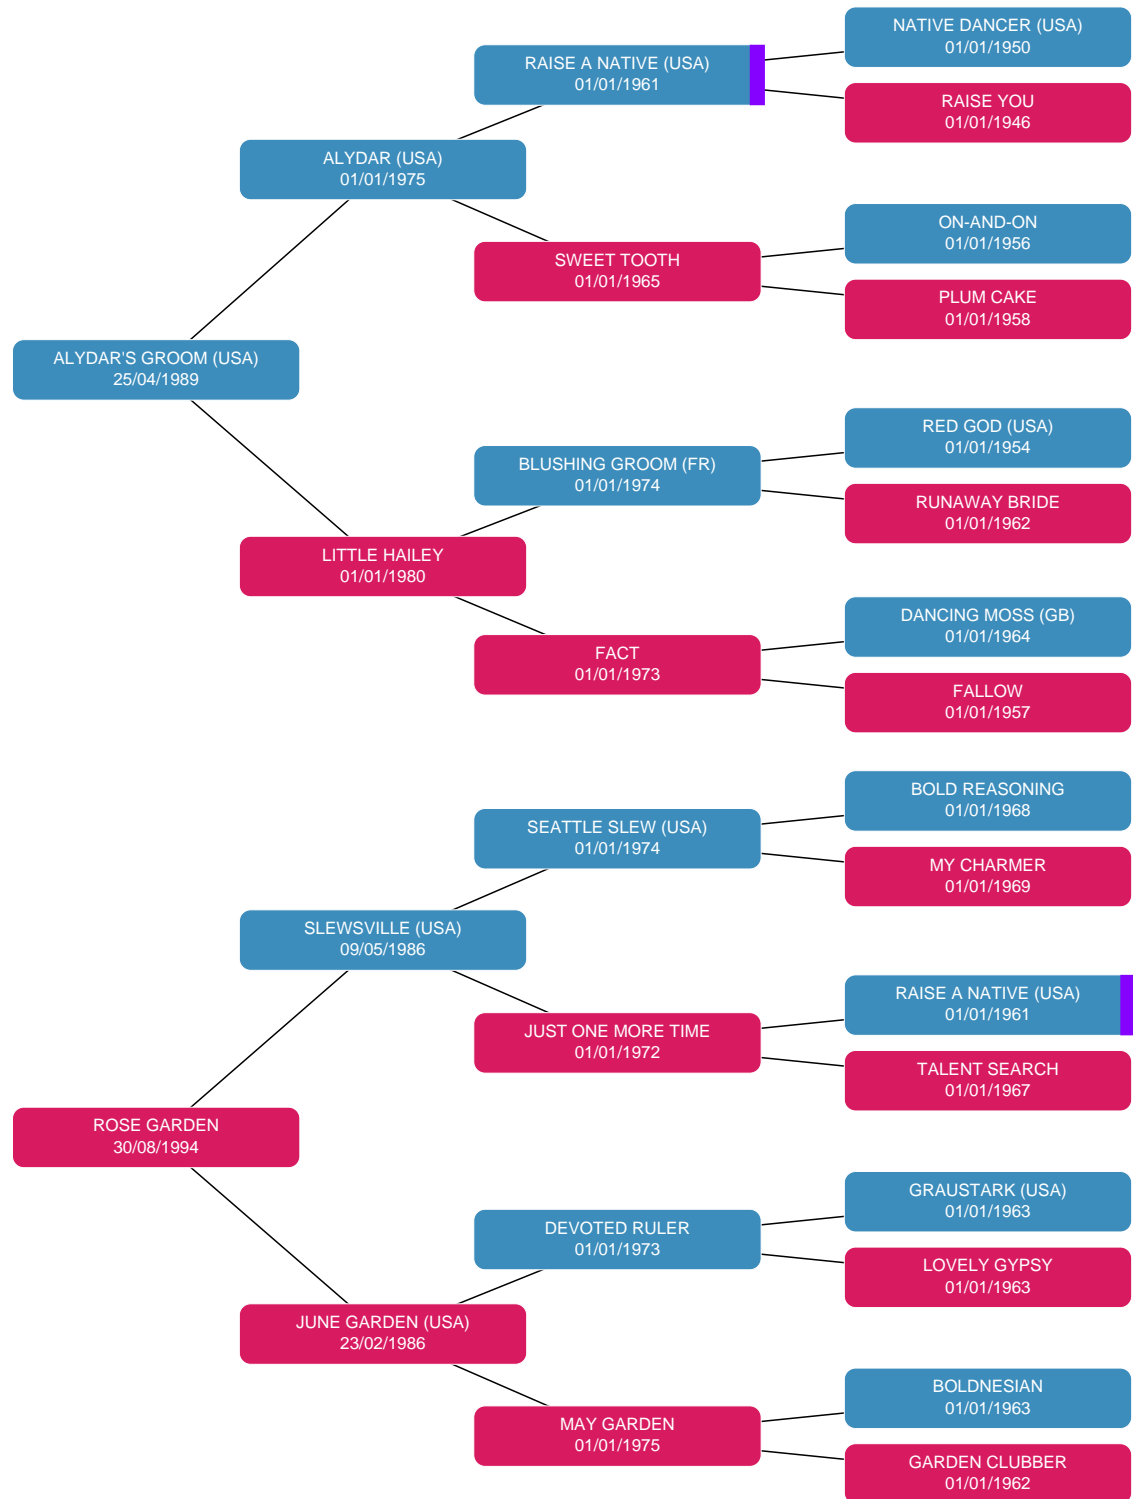 NATIVE DANCER (USA)
01/01/1950
RAISE A NATIVE (USA)
01/01/1961
RAISE YOU
01/01/1946
ALYDAR (USA)
01/01/1975
ON-AND-ON
01/01/1956
SWEET TOOTH
01/01/1965
PLUM CAKE
01/01/1958
ALYDAR'S GROOM (USA)
25/04/1989
RED GOD (USA)
01/01/1954
BLUSHING GROOM (FR)
01/01/1974
RUNAWAY BRIDE
01/01/1962
LITTLE HAILEY
01/01/1980
DANCING MOSS (GB)
01/01/1964
FACT
01/01/1973
FALLOW
01/01/1957
BOLD REASONING
01/01/1968
SEATTLE SLEW (USA)
01/01/1974
MY CHARMER
01/01/1969
SLEWSVILLE (USA)
09/05/1986
RAISE A NATIVE (USA)
01/01/1961
JUST ONE MORE TIME
01/01/1972
TALENT SEARCH
01/01/1967
ROSE GARDEN
30/08/1994
GRAUSTARK (USA)
01/01/1963
DEVOTED RULER
01/01/1973
LOVELY GYPSY
01/01/1963
JUNE GARDEN (USA)
23/02/1986
BOLDNESIAN
01/01/1963
MAY GARDEN
01/01/1975
GARDEN CLUBBER
01/01/1962